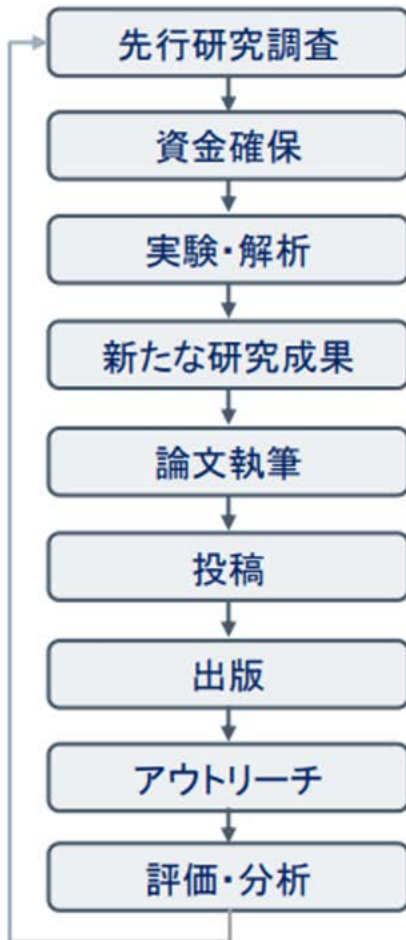 先行研究調査
資金確保
実験・解析
新たな研究成果
論文執筆
投稿
出版
アウトリーチ
評価・分析